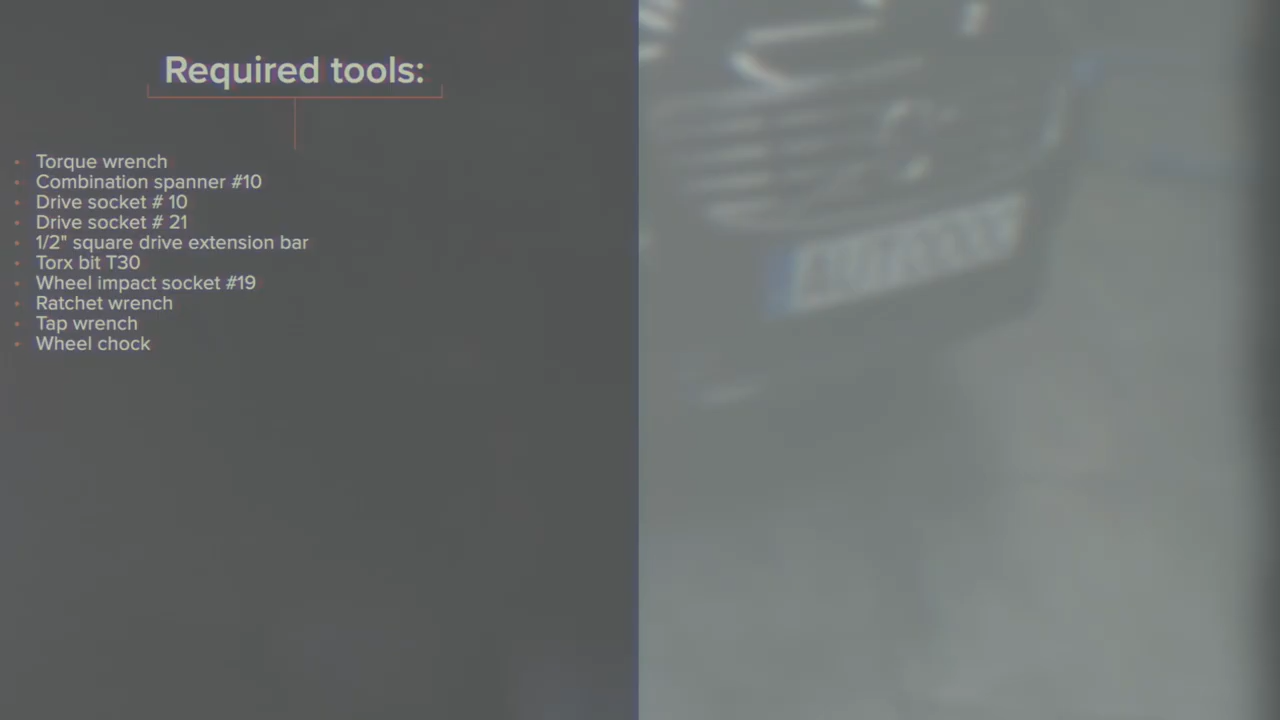 Required tools:
• Torque wrench
• Combination spanner #10
• Drive socket # 10
• Drive socket # 21
• 1/2" square drive extension bar
• Torx bit T30
• Wheel impact socket #19
• Ratchet wrench
• Tap wrench
• Wheel chock